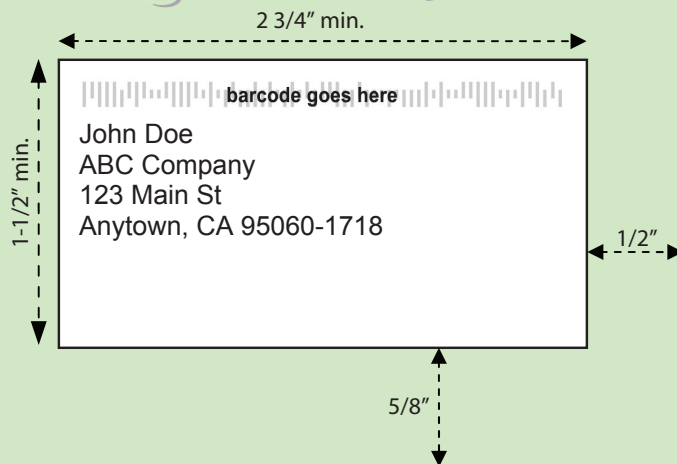 2 3/4” min.
barcode goes here
John Doe
ABC Company
123 Main St
Anytown, CA 95060-1718
1-1/2” min.
1/2”
5/8”